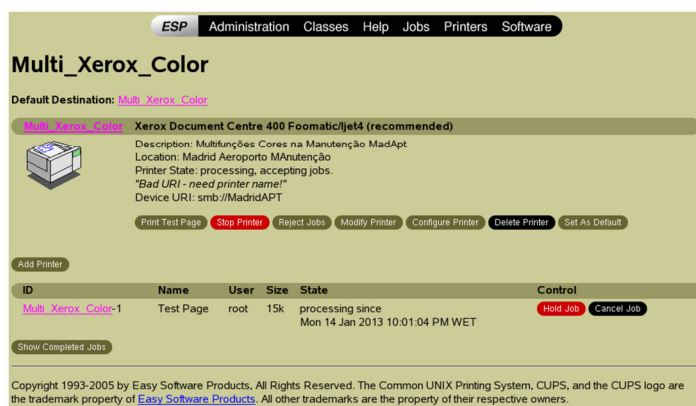 ESP Administration Classes Help Jobs Printers Software
Multi_Xerox_Color
Default Destination: Multi_Xerox_Color
Multi_Xerox_Color Xerox Document Centre 400 Foomatic/ljet4 (recommended)
Description: Multifunções Cores na Manutenção MadApt
Location: Madrid Aeroporto MAnutenção
Printer State: processing, accepting jobs.
"Bad URI - need printer name!"
Device URI: smb://MadridAPT
Print Test Page Stop Printer Reject Jobs Modify Printer Configure Printer Delete Printer Set As Default
Add Printer
ID Name User Size State Control
Multi_Xerox_Color-1 Test Page root 15k processing since Hold Job Cancel Job
Mon 14 Jan 2013 10:01:04 PM WET
Show Completed Jobs
Copyright 1993-2005 by Easy Software Products, All Rights Reserved. The Common UNIX Printing System, CUPS, and the CUPS logo are
the trademark property of Easy Software Products. All other trademarks are the property of their respective owners.